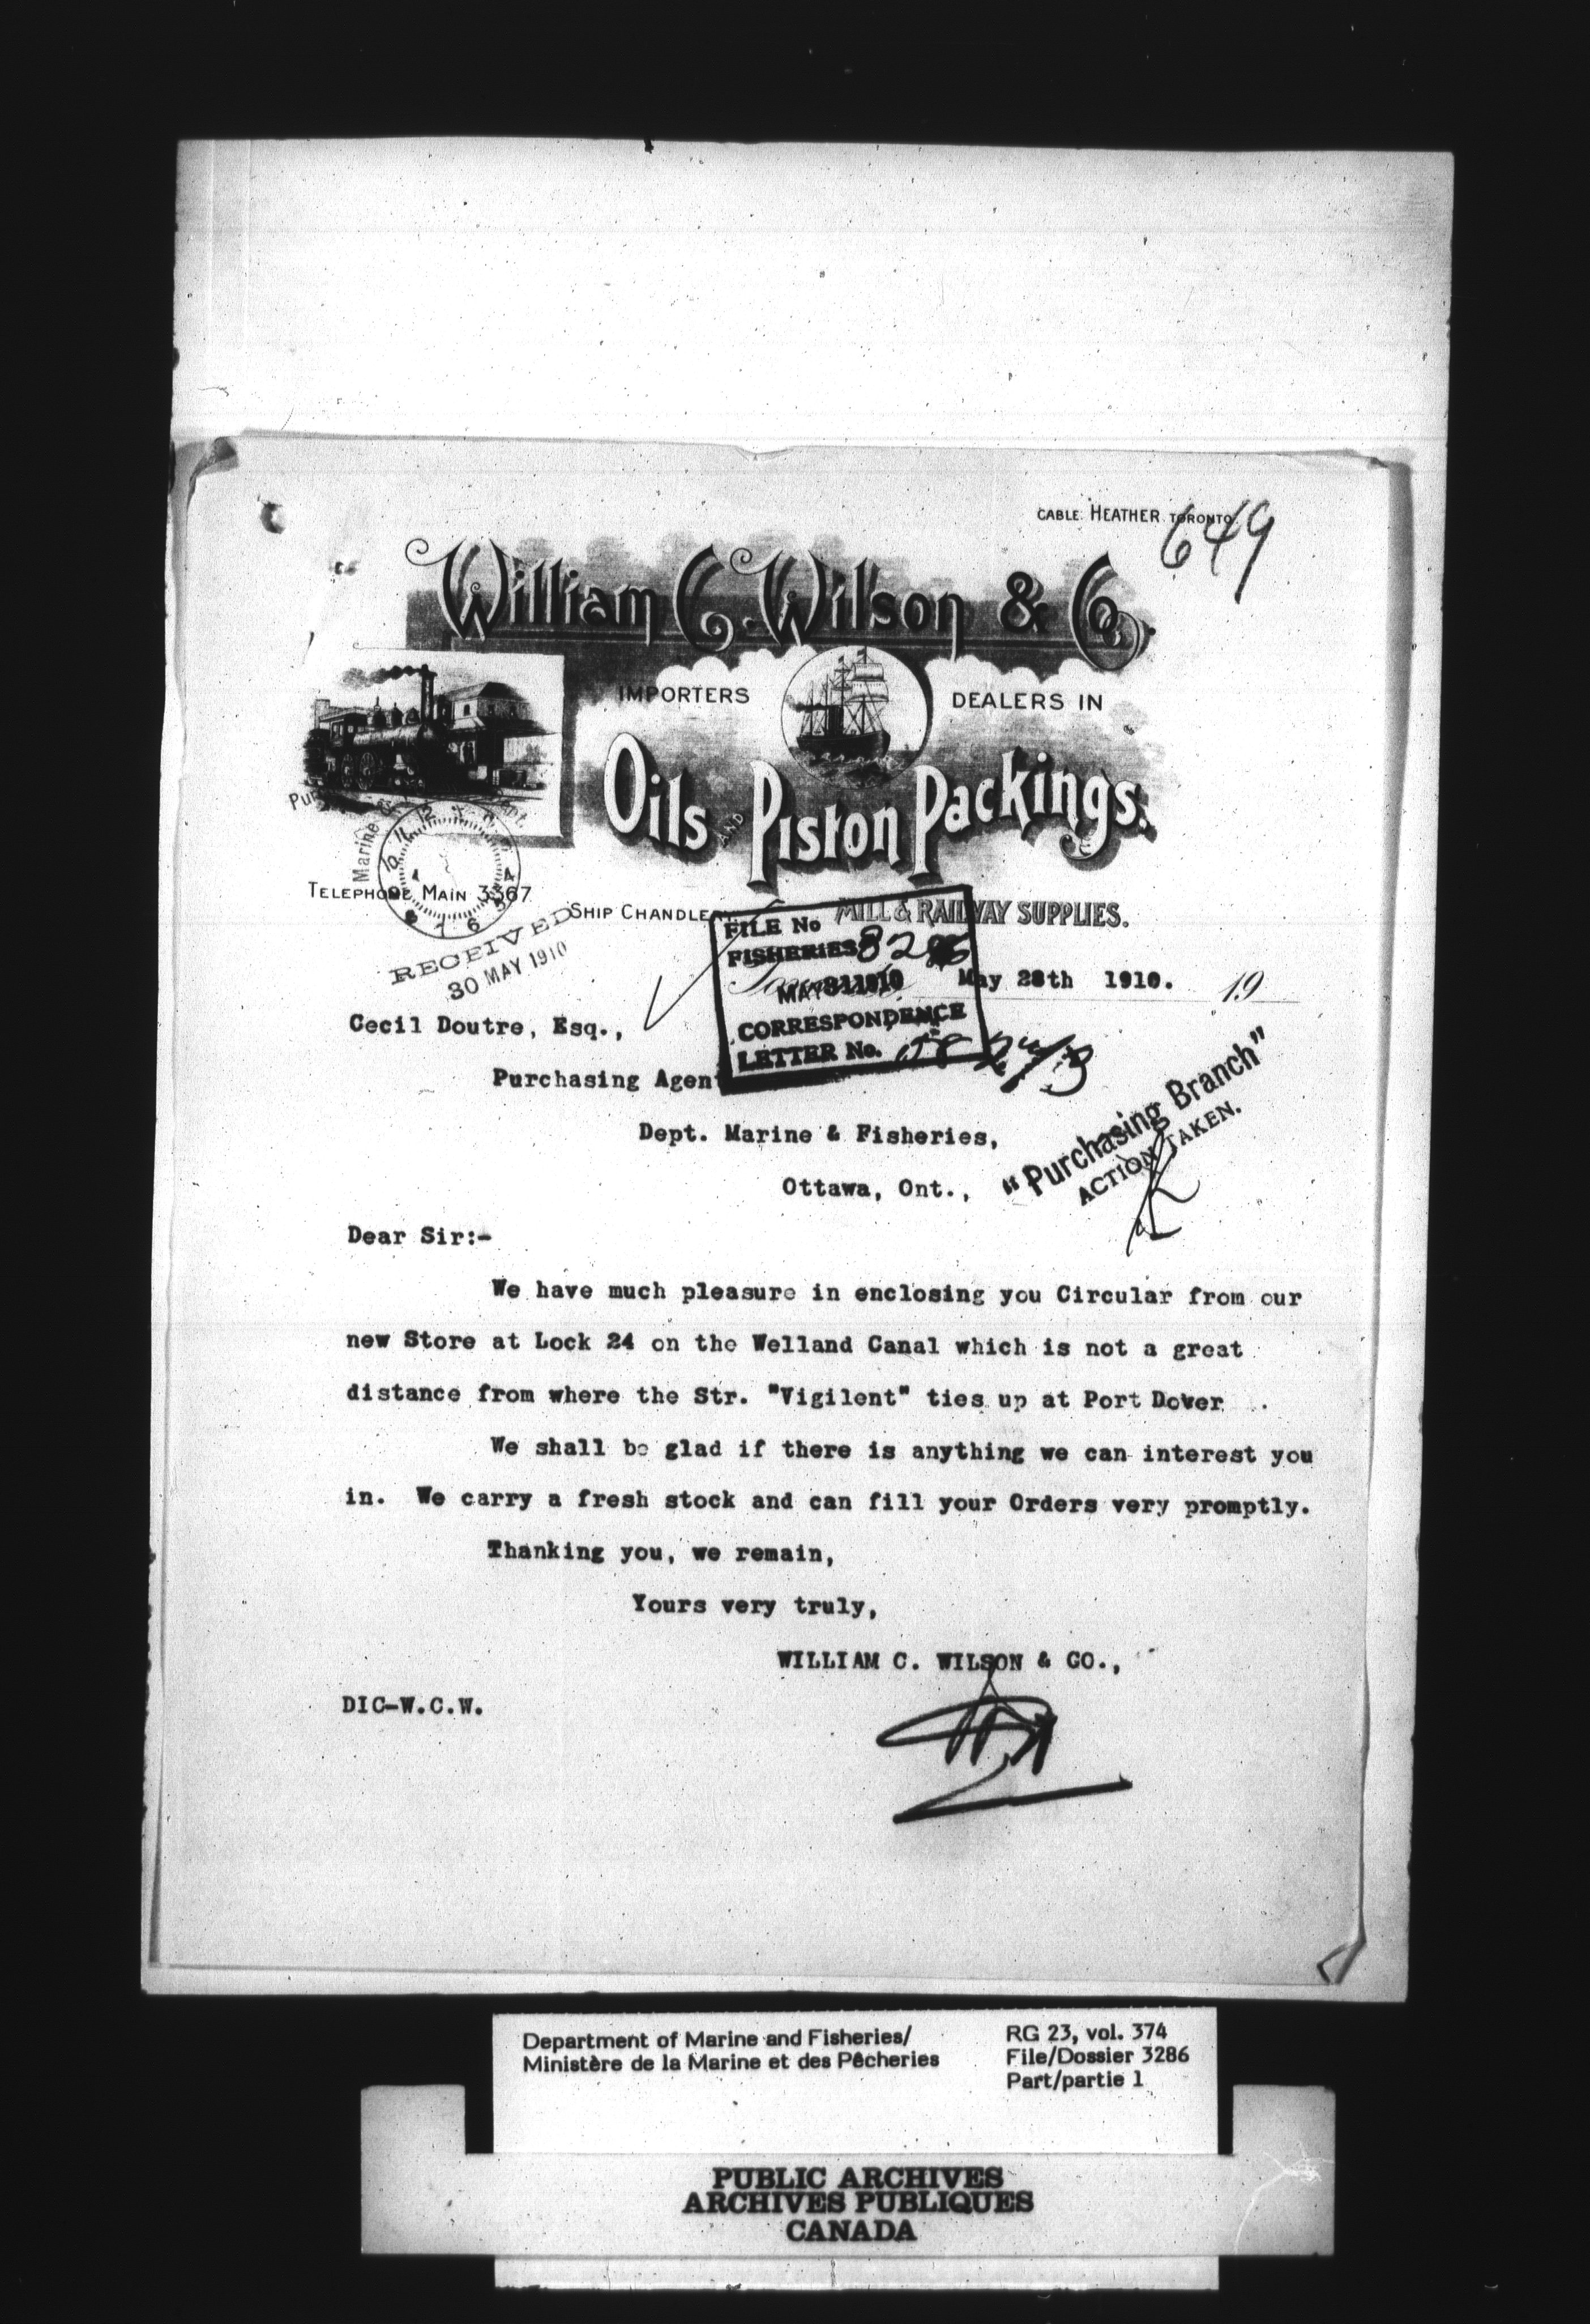 CABLE HEATHER TORONTO.
649
William C. Wilson & Co.
IMPORTERS DEALERS IN
Oils AND Piston Packings.
Marine &
TELEPHONE MAIN 3367
SHIP CHANDLERY MILL & RAILWAY SUPPLIES.
RECEIVED
30 MAY 1910
FILE No
FISHERIES
MAY 31 1910
CORRESPONDENCE
LETTER No.
May 28th 1910. 19
Cecil Doutre, Esq.,
Purchasing Agent
Dept. Marine & Fisheries,
Ottawa, Ont.,
"Purchasing Branch"
ACTION TAKEN.
Dear Sir:-
We have much pleasure in enclosing you Circular from our
new Store at Lock 24 on the Welland Canal which is not a great
distance from where the Str. "Vigilent" ties up at Port Dover .
We shall be glad if there is anything we can interest you
in. We carry a fresh stock and can fill your Orders very promptly.
Thanking you, we remain,
Yours very truly,
WILLIAM C. WILSON & CO.,
DIC-W.C.W.
Department of Marine and Fisheries/
Ministère de la Marine et des Pêcheries
RG 23, vol. 374
File/Dossier 3286
Part/partie 1
PUBLIC ARCHIVES
ARCHIVES PUBLIQUES
CANADA